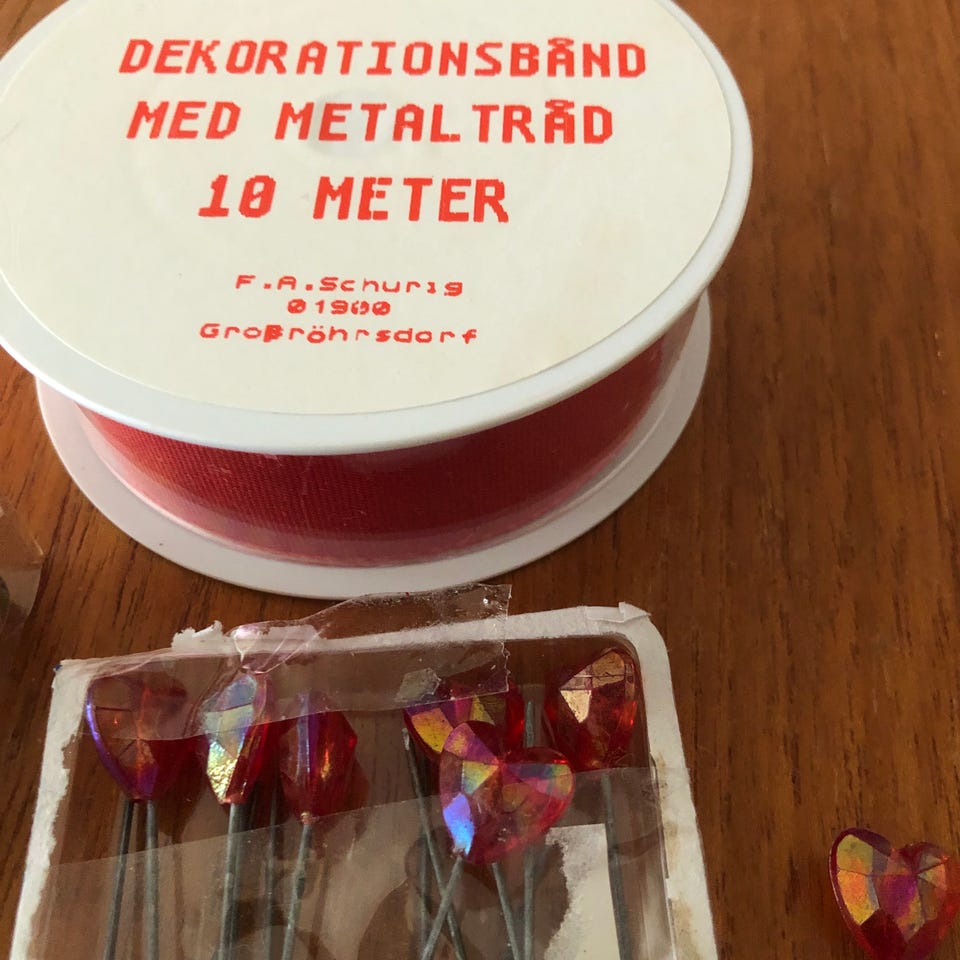 DEKORATIONSBÅND
MED METALTRÅD
10 METER
F.A.Schurig
01900
Großröhrsdorf